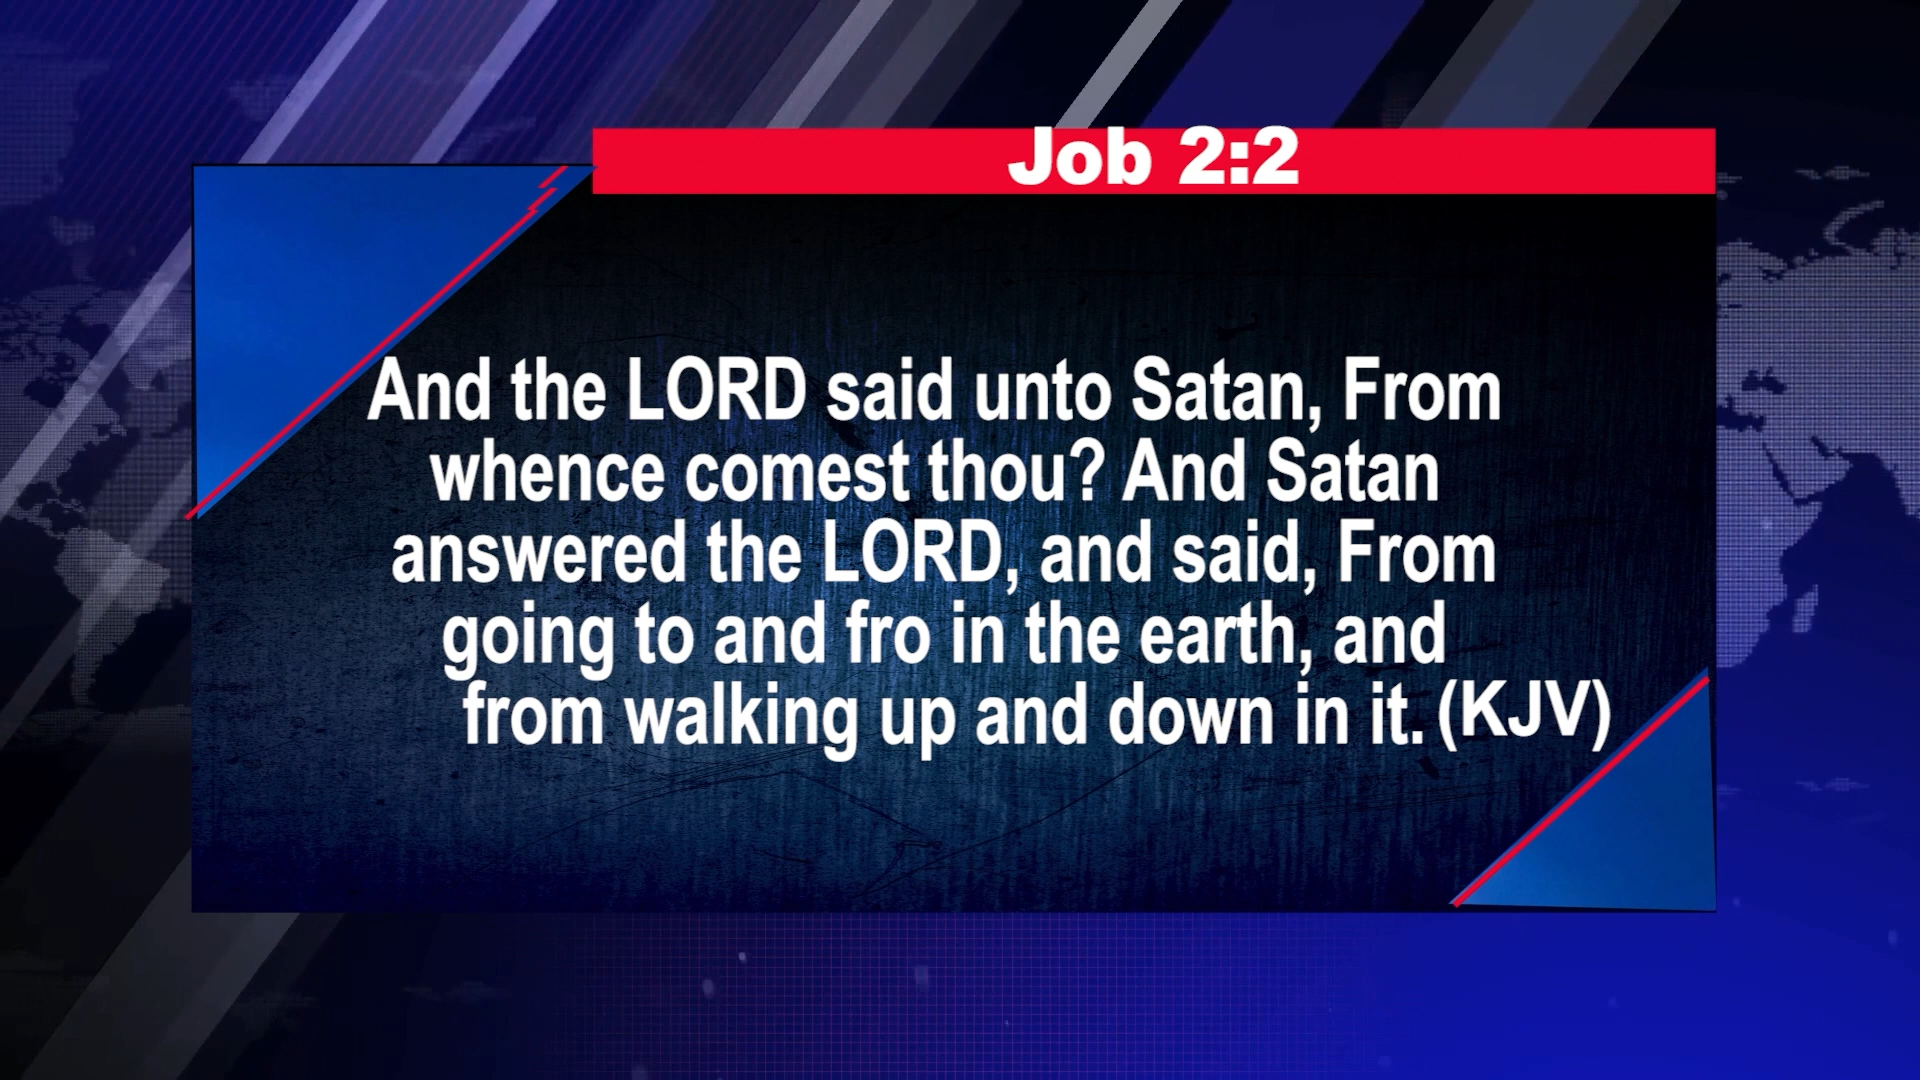 Job 2:2
And the LORD said unto Satan, From
whence comest thou? And Satan
answered the LORD, and said, From
going to and fro in the earth, and
from walking up and down in it. (KJV)